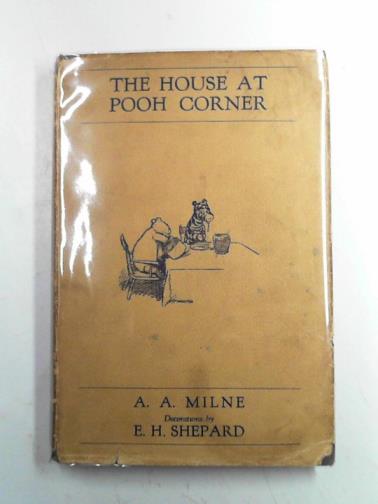 THE HOUSE AT
POOH CORNER
A. A. MILNE
Decorations by
E. H. SHEPARD